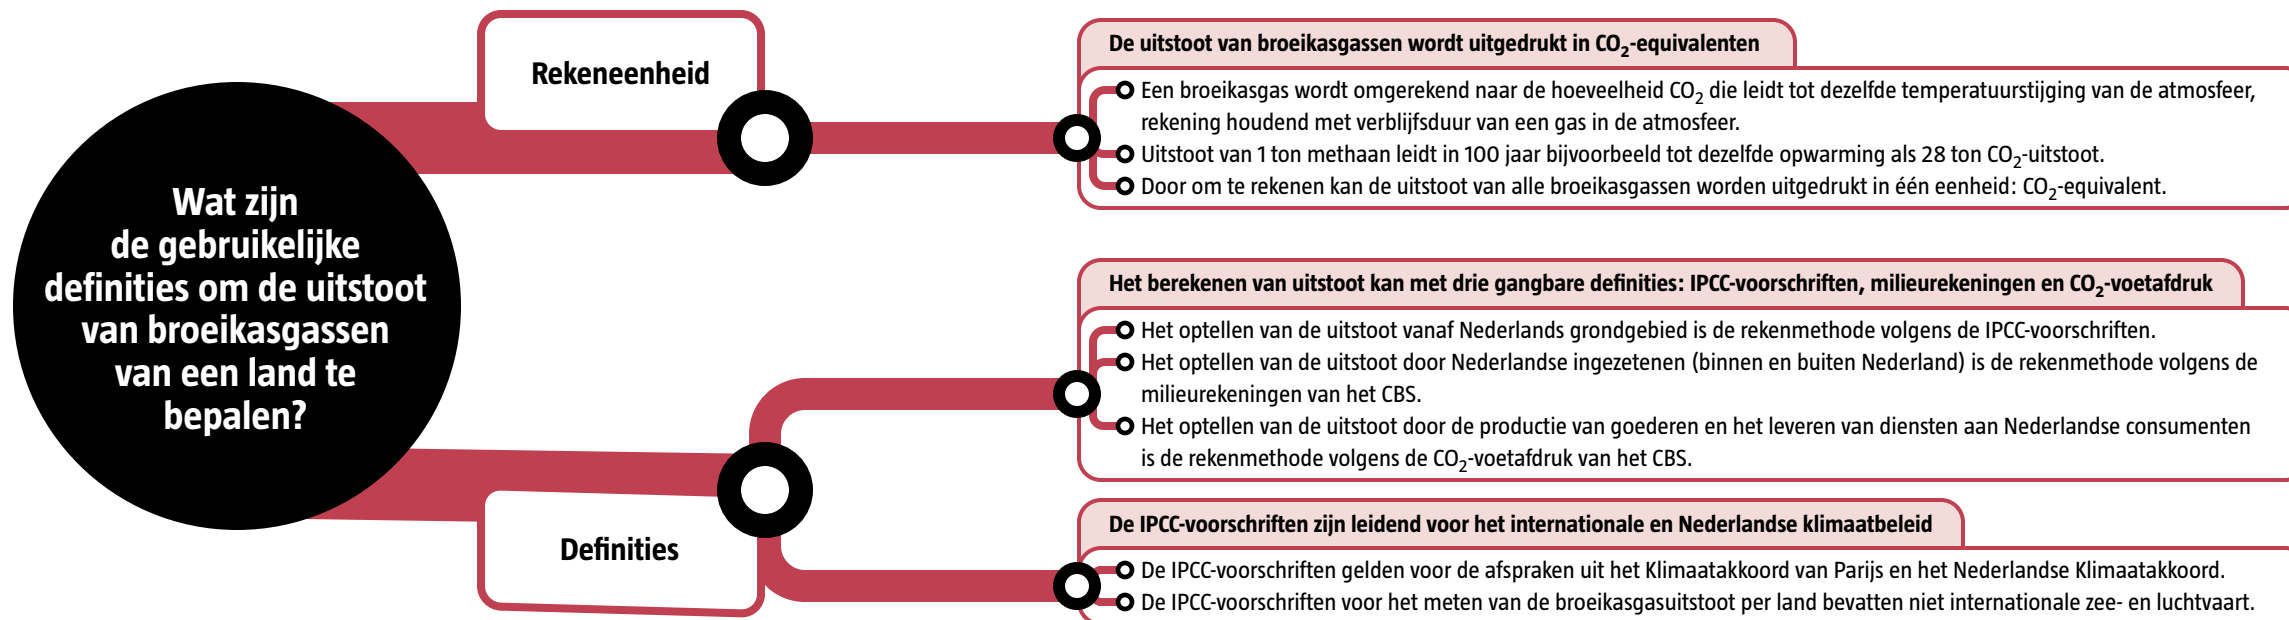 Wat zijn
de gebruikelijke
definities om de uitstoot
van broeikasgassen
van een land te
bepalen?
Rekeneenheid
De uitstoot van broeikasgassen wordt uitgedrukt in CO₂-equivalenten
Een broeikasgas wordt omgerekend naar de hoeveelheid CO₂ die leidt tot dezelfde temperatuurstijging van de atmosfeer,
rekening houdend met verblijfsduur van een gas in de atmosfeer.
Uitstoot van 1 ton methaan leidt in 100 jaar bijvoorbeeld tot dezelfde opwarming als 28 ton CO₂-uitstoot.
Door om te rekenen kan de uitstoot van alle broeikasgassen worden uitgedrukt in één eenheid: CO₂-equivalent.
Definities
Het berekenen van uitstoot kan met drie gangbare definities: IPCC-voorschriften, milieurekeningen en CO₂-voetafdruk
Het optellen van de uitstoot vanaf Nederlands grondgebied is de rekenmethode volgens de IPCC-voorschriften.
Het optellen van de uitstoot door Nederlandse ingezetenen (binnen en buiten Nederland) is de rekenmethode volgens de
milieurekeningen van het CBS.
Het optellen van de uitstoot door de productie van goederen en het leveren van diensten aan Nederlandse consumenten
is de rekenmethode volgens de CO₂-voetafdruk van het CBS.
De IPCC-voorschriften zijn leidend voor het internationale en Nederlandse klimaatbeleid
De IPCC-voorschriften gelden voor de afspraken uit het Klimaatakkoord van Parijs en het Nederlandse Klimaatakkoord.
De IPCC-voorschriften voor het meten van de broeikasgasuitstoot per land bevatten niet internationale zee- en luchtvaart.